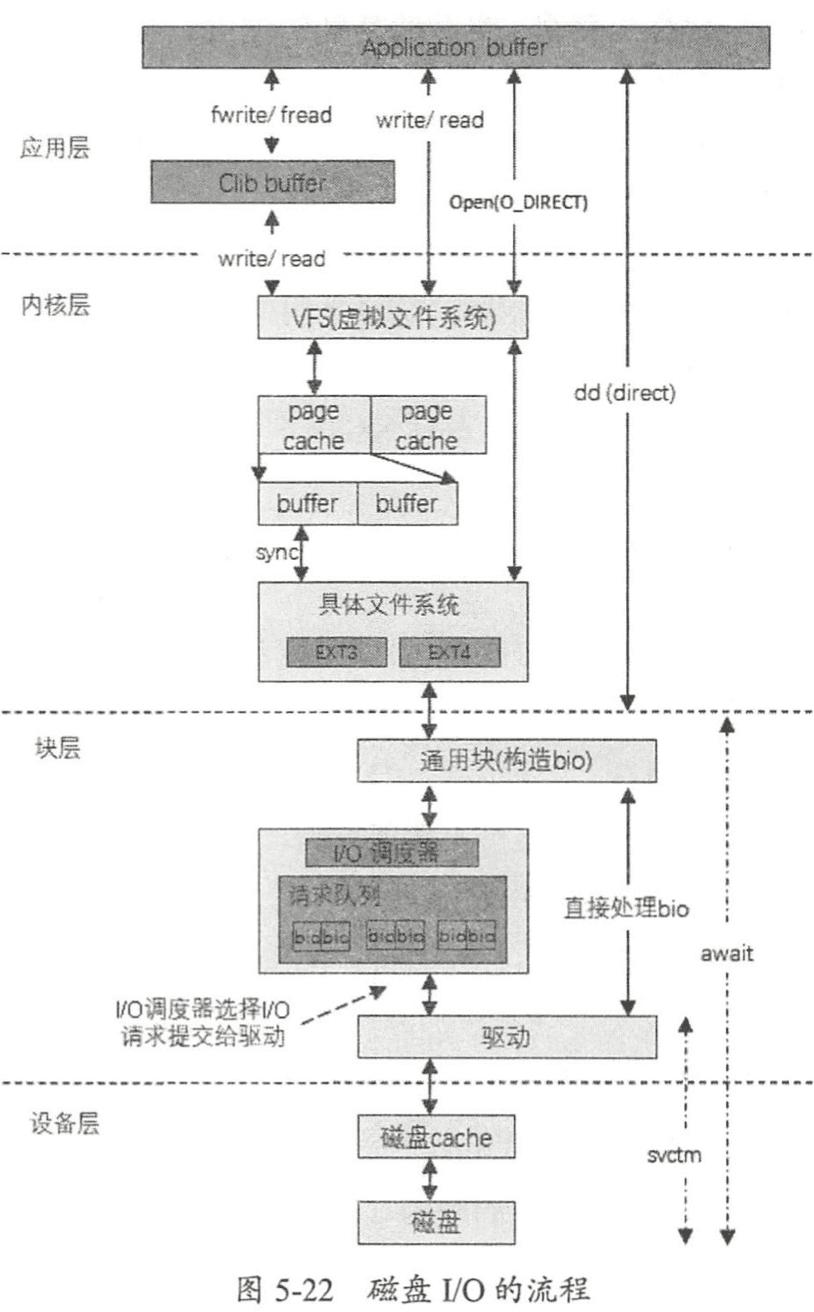 Application buffer
fwrite/ fread
write/ read
应用层
Clib buffer
Open(O_DIRECT)
write/ read
内核层
VFS(虚拟文件系统)
dd (direct)
page cache
page cache
buffer
buffer
sync
具体文件系统
EXT3
EXT4
块层
通用块(构造bio)
I/O 调度器
请求队列
bio bio
bio bio
bio bio
直接处理bio
await
I/O调度器选择I/O
请求提交给驱动
驱动
设备层
磁盘cache
svctm
磁盘
图 5-22 磁盘 I/O 的流程